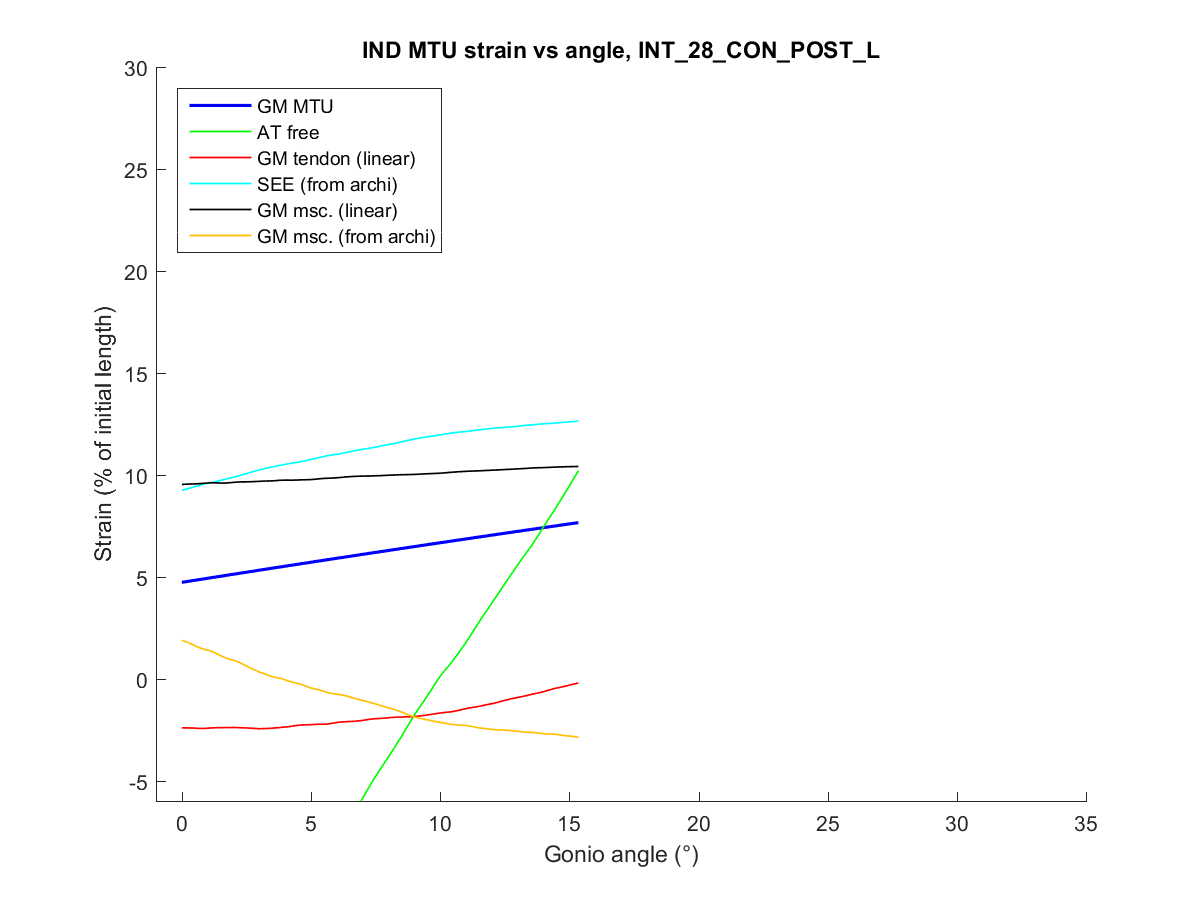 IND MTU strain vs angle, INT_28_CON_POST_L
30
25
20
15
10
5
0
-5
Strain (% of initial length)
GM MTU
AT free
GM tendon (linear)
SEE (from archi)
GM msc. (linear)
GM msc. (from archi)
0 5 10 15 20 25 30 35
Gonio angle (°)